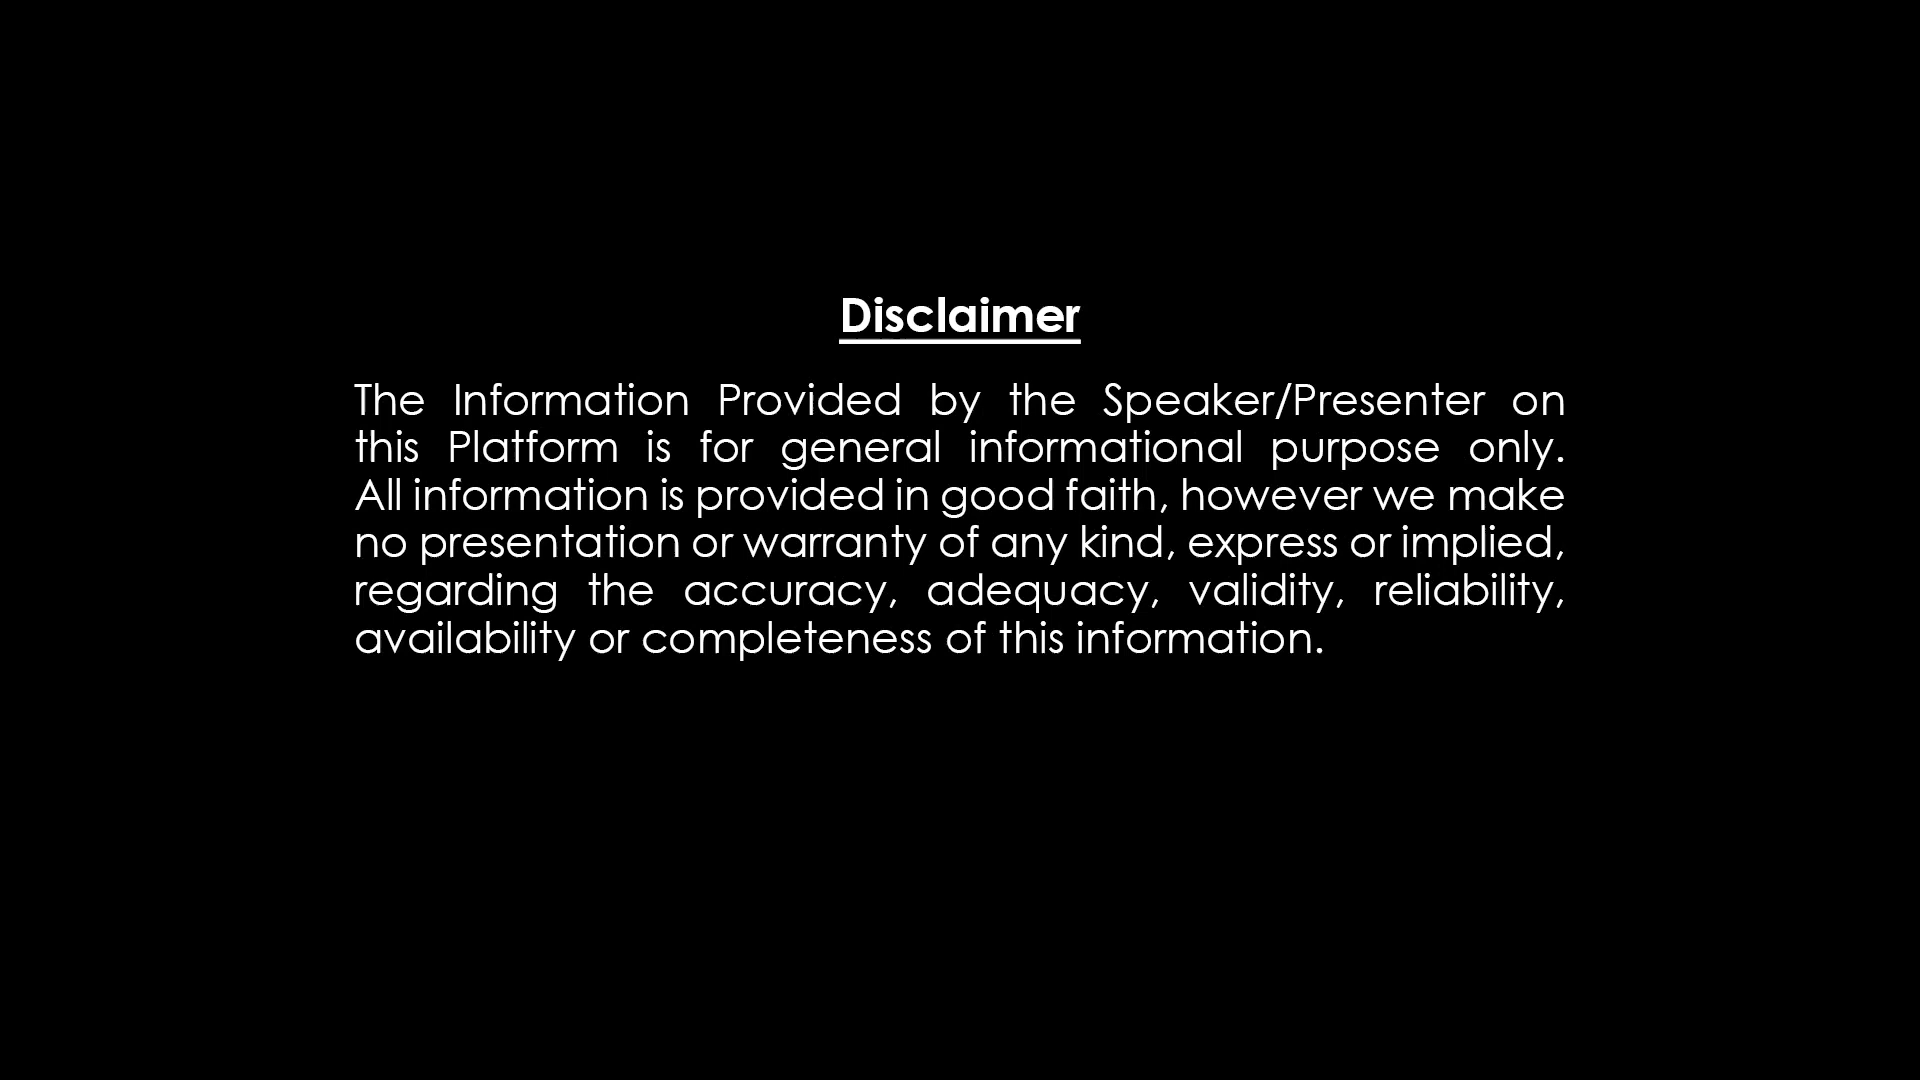 Disclaimer
The Information Provided by the Speaker/Presenter on
this Platform is for general informational purpose only.
All information is provided in good faith, however we make
no presentation or warranty of any kind, express or implied,
regarding the accuracy, adequacy, validity, reliability,
availability or completeness of this information.